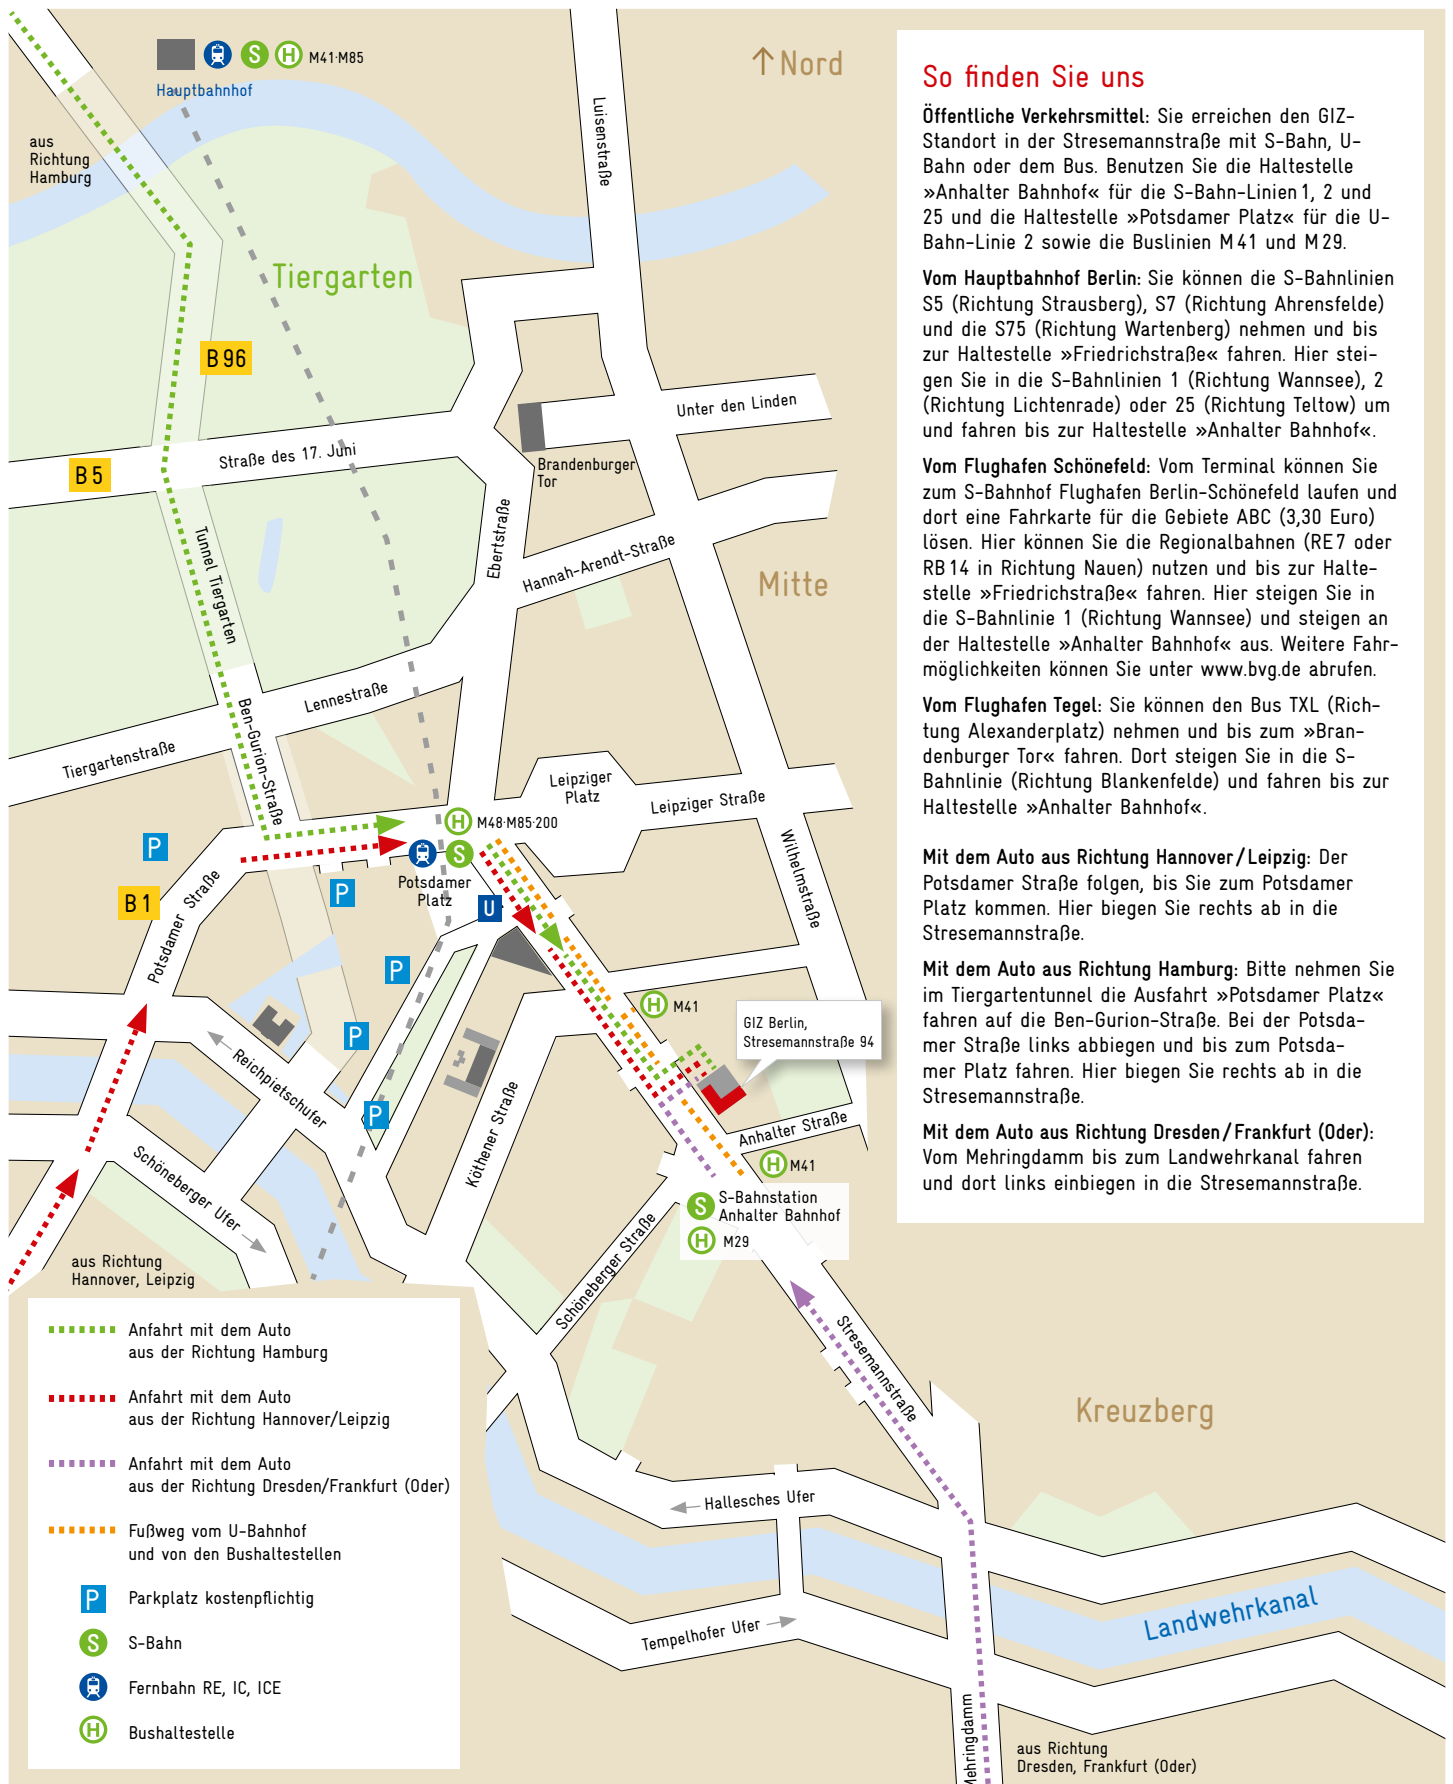 M41·M85
Hauptbahnhof
aus
Richtung
Hamburg
↑ Nord
Luisenstraße
Tiergarten
B 96
B 5
Straße des 17. Juni
Unter den Linden
Brandenburger
Tor
Ebertstraße
Hannah-Arendt-Straße
Mitte
Tunnel Tiergarten
Lennestraße
Tiergartenstraße
Ben-Gurion-Straße
Leipziger
Platz
Leipziger Straße
Wilhelmstraße
H M48·M85·200
S
Potsdamer
Platz
U
P
P
P
P
P
B 1
Potsdamer Straße
H M41
GIZ Berlin,
Stresemannstraße 94
Reichpietschufer
Schöneberger Ufer
Köthener Straße
Anhalter Straße
H M41
S S-Bahnstation
Anhalter Bahnhof
H M29
Schöneberger Straße
Stresemannstraße
aus Richtung
Hannover, Leipzig
Kreuzberg
Hallesches Ufer
Tempelhofer Ufer
Landwehrkanal
Mehringdamm
aus Richtung
Dresden, Frankfurt (Oder)
Anfahrt mit dem Auto
aus der Richtung Hamburg
Anfahrt mit dem Auto
aus der Richtung Hannover/Leipzig
Anfahrt mit dem Auto
aus der Richtung Dresden/Frankfurt (Oder)
Fußweg vom U-Bahnhof
und von den Bushaltestellen
P Parkplatz kostenpflichtig
S S-Bahn
Fernbahn RE, IC, ICE
H Bushaltestelle
So finden Sie uns
Öffentliche Verkehrsmittel: Sie erreichen den GIZ-
Standort in der Stresemannstraße mit S-Bahn, U-
Bahn oder dem Bus. Benutzen Sie die Haltestelle
»Anhalter Bahnhof« für die S-Bahn-Linien 1, 2 und
25 und die Haltestelle »Potsdamer Platz« für die U-
Bahn-Linie 2 sowie die Buslinien M 41 und M 29.
Vom Hauptbahnhof Berlin: Sie können die S-Bahnlinien
S5 (Richtung Strausberg), S7 (Richtung Ahrensfelde)
und die S75 (Richtung Wartenberg) nehmen und bis
zur Haltestelle »Friedrichstraße« fahren. Hier stei-
gen Sie in die S-Bahnlinien 1 (Richtung Wannsee), 2
(Richtung Lichtenrade) oder 25 (Richtung Teltow) um
und fahren bis zur Haltestelle »Anhalter Bahnhof«.
Vom Flughafen Schönefeld: Vom Terminal können Sie
zum S-Bahnhof Flughafen Berlin-Schönefeld laufen und
dort eine Fahrkarte für die Gebiete ABC (3,30 Euro)
lösen. Hier können Sie die Regionalbahnen (RE 7 oder
RB 14 in Richtung Nauen) nutzen und bis zur Halte-
stelle »Friedrichstraße« fahren. Hier steigen Sie in
die S-Bahnlinie 1 (Richtung Wannsee) und steigen an
der Haltestelle »Anhalter Bahnhof« aus. Weitere Fahr-
möglichkeiten können Sie unter www.bvg.de abrufen.
Vom Flughafen Tegel: Sie können den Bus TXL (Rich-
tung Alexanderplatz) nehmen und bis zum »Bran-
denburger Tor« fahren. Dort steigen Sie in die S-
Bahnlinie (Richtung Blankenfelde) und fahren bis zur
Haltestelle »Anhalter Bahnhof«.
Mit dem Auto aus Richtung Hannover/Leipzig: Der
Potsdamer Straße folgen, bis Sie zum Potsdamer
Platz kommen. Hier biegen Sie rechts ab in die
Stresemannstraße.
Mit dem Auto aus Richtung Hamburg: Bitte nehmen Sie
im Tiergartentunnel die Ausfahrt »Potsdamer Platz«
fahren auf die Ben-Gurion-Straße. Bei der Potsda-
mer Straße links abbiegen und bis zum Potsda-
mer Platz fahren. Hier biegen Sie rechts ab in die
Stresemannstraße.
Mit dem Auto aus Richtung Dresden/Frankfurt (Oder):
Vom Mehringdamm bis zum Landwehrkanal fahren
und dort links einbiegen in die Stresemannstraße.